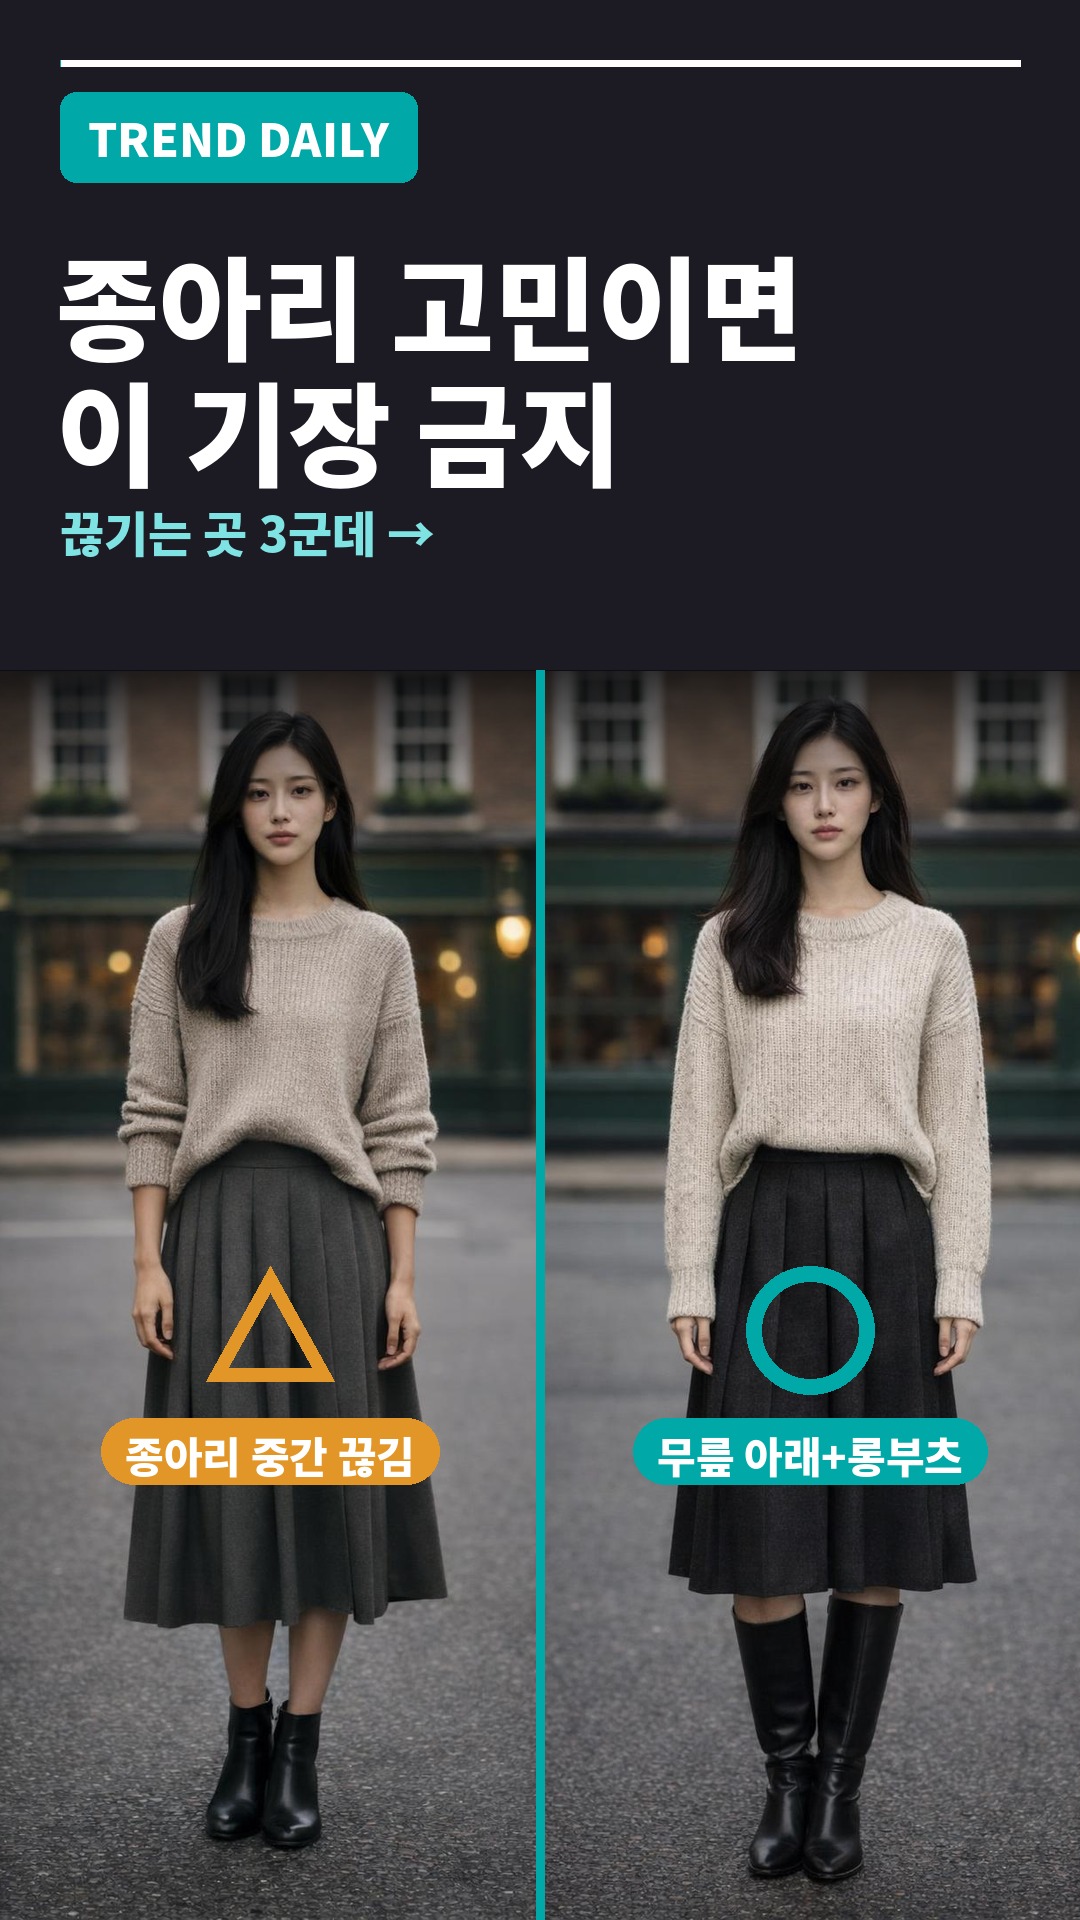 TREND DAILY
종아리 고민이면
이 기장 금지
끊기는 곳 3군데 →
종아리 중간 끊김
무릎 아래+롱부츠